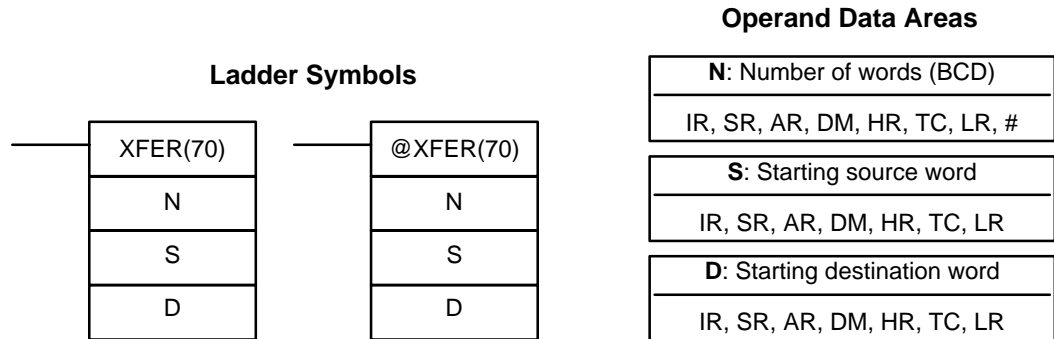 Ladder Symbols
XFER(70)
N
S
D
@XFER(70)
N
S
D
Operand Data Areas
N: Number of words (BCD)
IR, SR, AR, DM, HR, TC, LR, #
S: Starting source word
IR, SR, AR, DM, HR, TC, LR
D: Starting destination word
IR, SR, AR, DM, HR, TC, LR